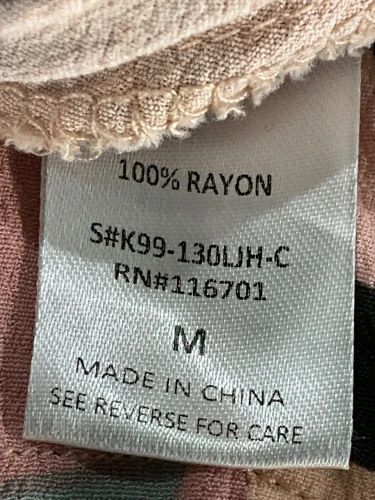 100% RAYON
S#K99-130LJH-C
RN#116701
M
MADE IN CHINA
SEE REVERSE FOR CARE